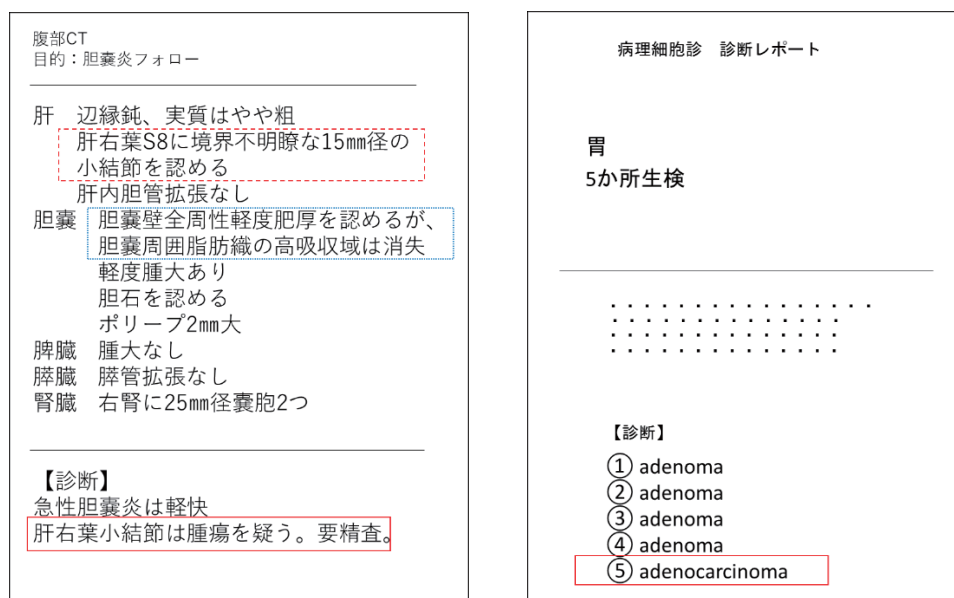 腹部CT
目的：胆嚢炎フォロー
肝　辺縁鈍、実質はやや粗
肝右葉S8に境界不明瞭な15㎜径の
小結節を認める
肝内胆管拡張なし
胆嚢　胆嚢壁全周性軽度肥厚を認めるが、
胆嚢周囲脂肪織の高吸収域は消失
軽度腫大あり
胆石を認める
ポリープ2㎜大
脾臓　腫大なし
膵臓　膵管拡張なし
腎臓　右腎に25㎜径嚢胞2つ
【診断】
急性胆嚢炎は軽快
肝右葉小結節は腫瘍を疑う。要精査。
病理細胞診　診断レポート
胃
5か所生検
【診断】
① adenoma
② adenoma
③ adenoma
④ adenoma
⑤ adenocarcinoma